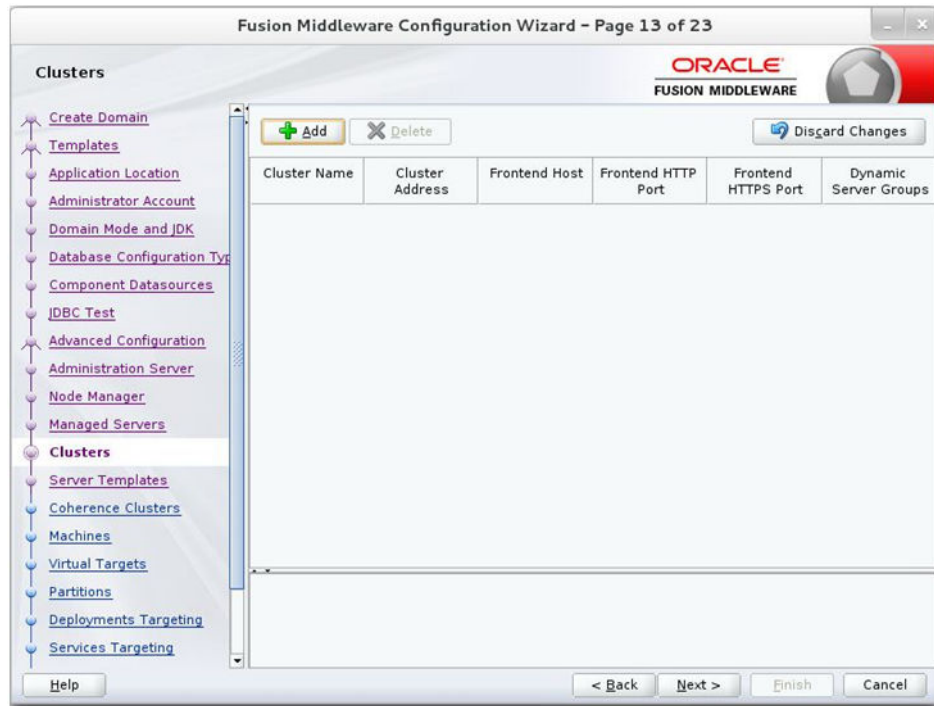 Fusion Middleware Configuration Wizard – Page 13 of 23
Clusters
ORACLE
FUSION MIDDLEWARE
Create Domain
Templates
Application Location
Administrator Account
Domain Mode and JDK
Database Configuration Typ
Component Datasources
JDBC Test
Advanced Configuration
Administration Server
Node Manager
Managed Servers
Clusters
Server Templates
Coherence Clusters
Machines
Virtual Targets
Partitions
Deployments Targeting
Services Targeting
Add Delete Discard Changes
Cluster Name Cluster Frontend Host Frontend HTTP Frontend Dynamic
Address Port HTTPS Port Server Groups
Help < Back Next > Finish Cancel